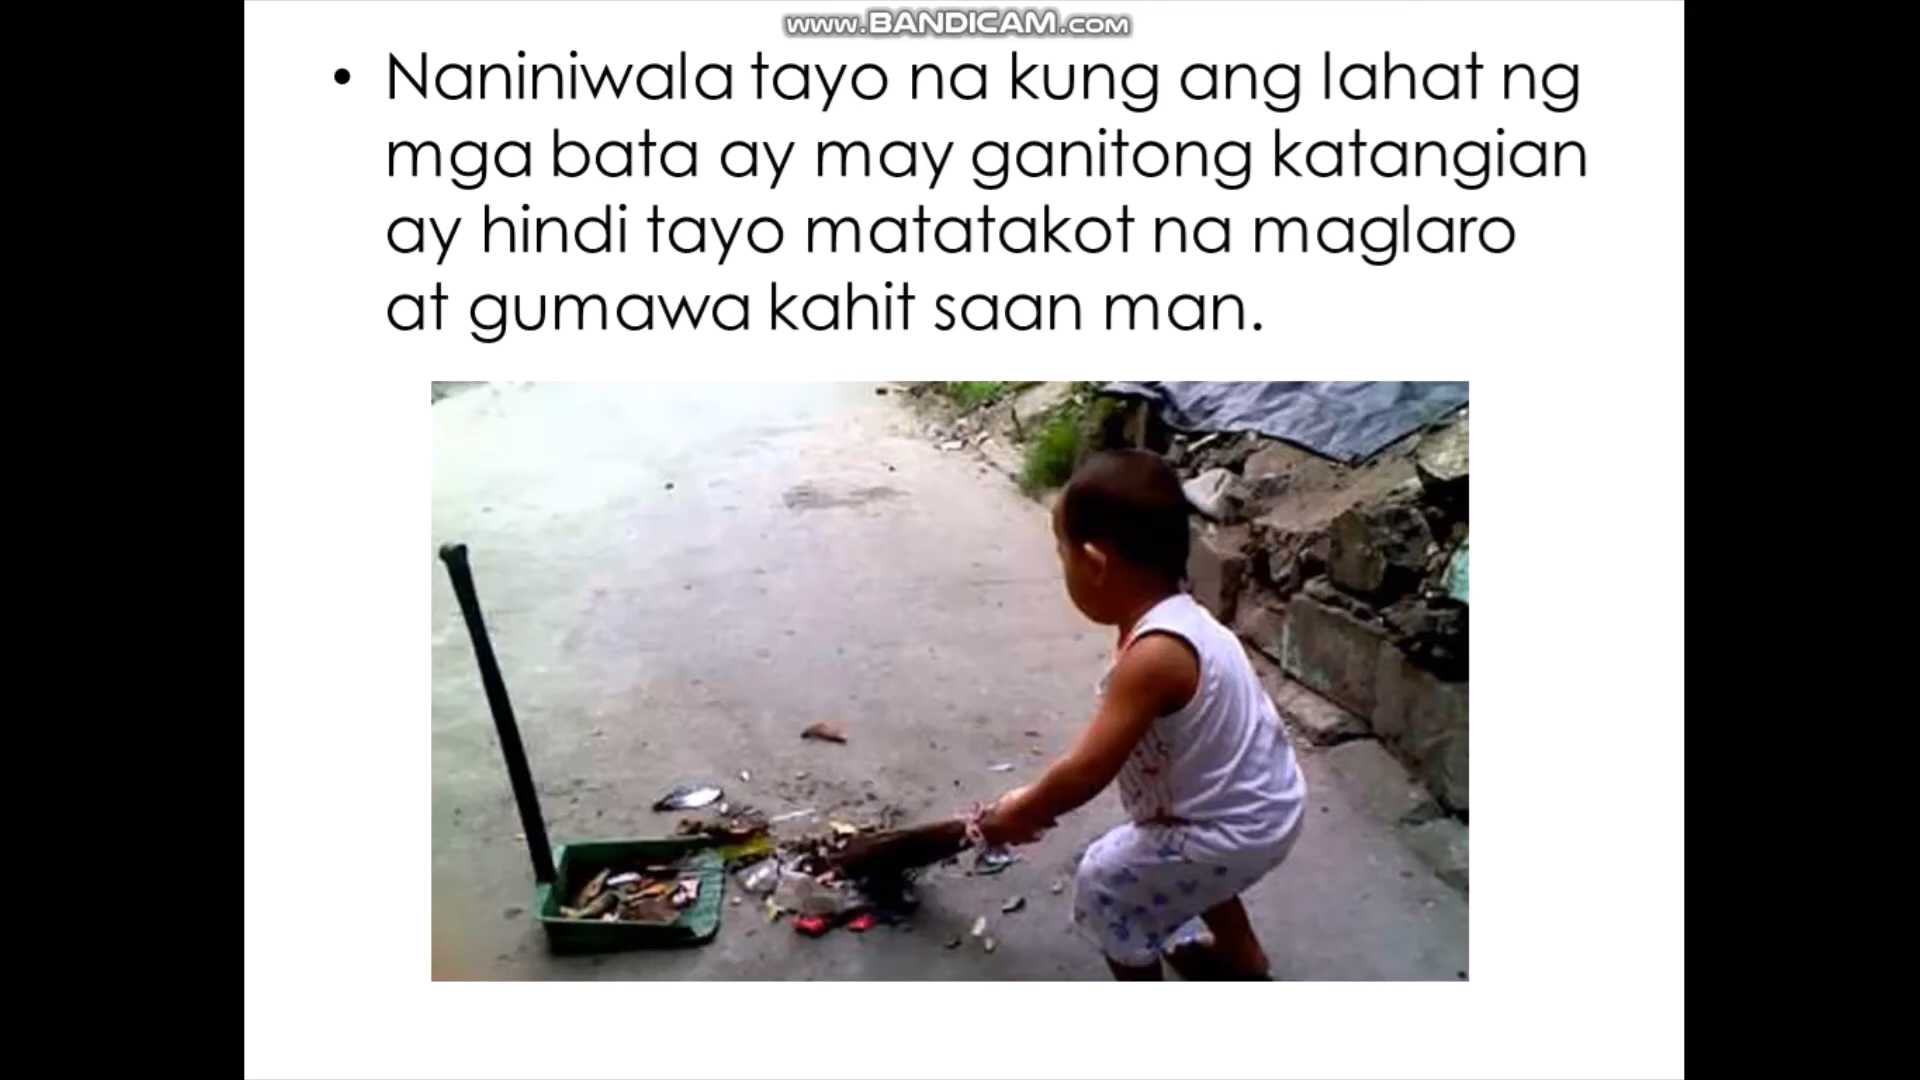 www.BANDICAM.com
• Naniniwala tayo na kung ang lahat ng
mga bata ay may ganitong katangian
ay hindi tayo matatakot na maglaro
at gumawa kahit saan man.